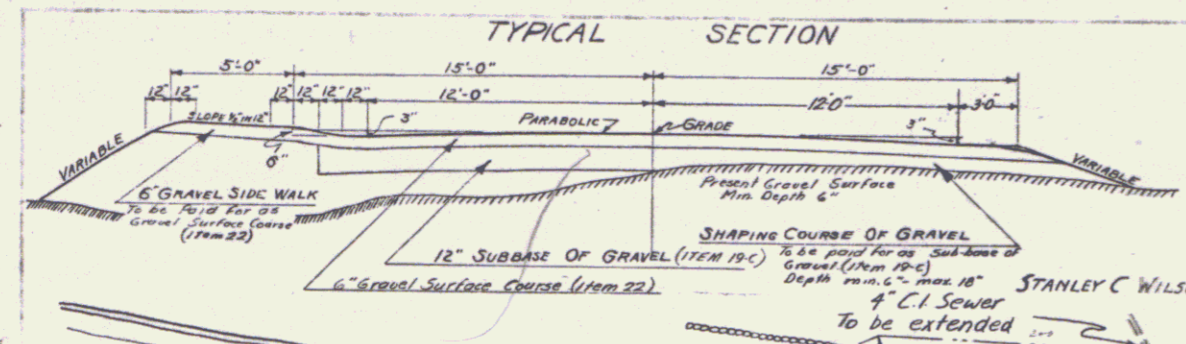 TYPICAL SECTION
5'-0" 15'-0" 15'-0"
12" 12" 12" 12" 12" 12" 12'-0" 12'0" 3'0"
SLOPE ½" IN 12" 3" PARABOLIC GRADE 3"
6"
VARIABLE
VARIABLE
6" GRAVEL SIDE WALK
To be Paid for as
Gravel Surface Course
(Item 22)
Present Gravel Surface
Min. Depth 6"
SHAPING COURSE OF GRAVEL
To be paid for as Sub-base of
Gravel (Item 19-C)
Depth min. 6" - max. 18"
12" SUBBASE OF GRAVEL (ITEM 19-C)
6" Gravel Surface Course (Item 22)
STANLEY C
4" C.I. Sewer
To be extended